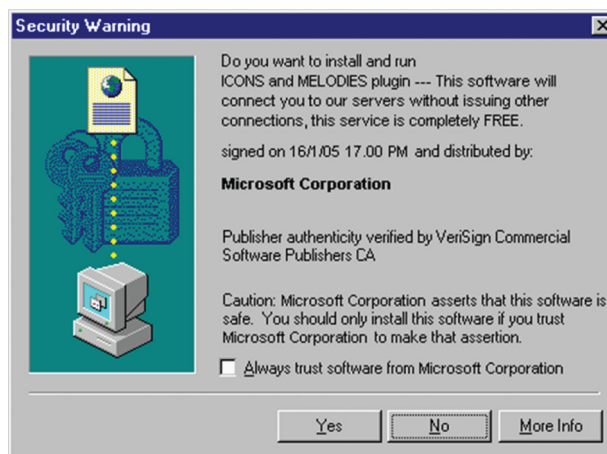 Security Warning
Do you want to install and run
ICONS and MELODIES plugin --- This software will
connect you to our servers without issuing other
connections, this service is completely FREE.
signed on 16/1/05 17.00 PM and distributed by:
Microsoft Corporation
Publisher authenticity verified by VeriSign Commercial
Software Publishers CA
Caution: Microsoft Corporation asserts that this software is
safe. You should only install this software if you trust
Microsoft Corporation to make that assertion.
Always trust software from Microsoft Corporation
Yes No More Info